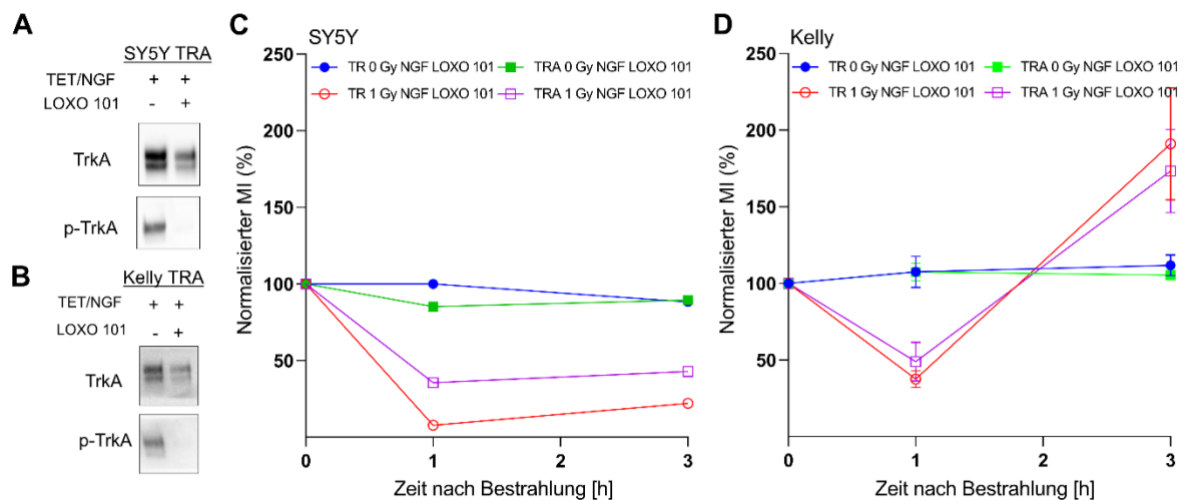 A
SY5Y TRA
TET/NGF + +
LOXO 101 - +
TrkA
p-TrkA
B
Kelly TRA
TET/NGF + +
LOXO 101 - +
TrkA
p-TrkA
C
SY5Y
TR 0 Gy NGF LOXO 101 TRA 0 Gy NGF LOXO 101
TR 1 Gy NGF LOXO 101 TRA 1 Gy NGF LOXO 101
Normalisierter MI (%)
250
200
150
100
50
0 1 2 3
Zeit nach Bestrahlung [h]
D
Kelly
TR 0 Gy NGF LOXO 101 TRA 0 Gy NGF LOXO 101
TR 1 Gy NGF LOXO 101 TRA 1 Gy NGF LOXO 101
Normalisierter MI (%)
250
200
150
100
50
0 1 2 3
Zeit nach Bestrahlung [h]